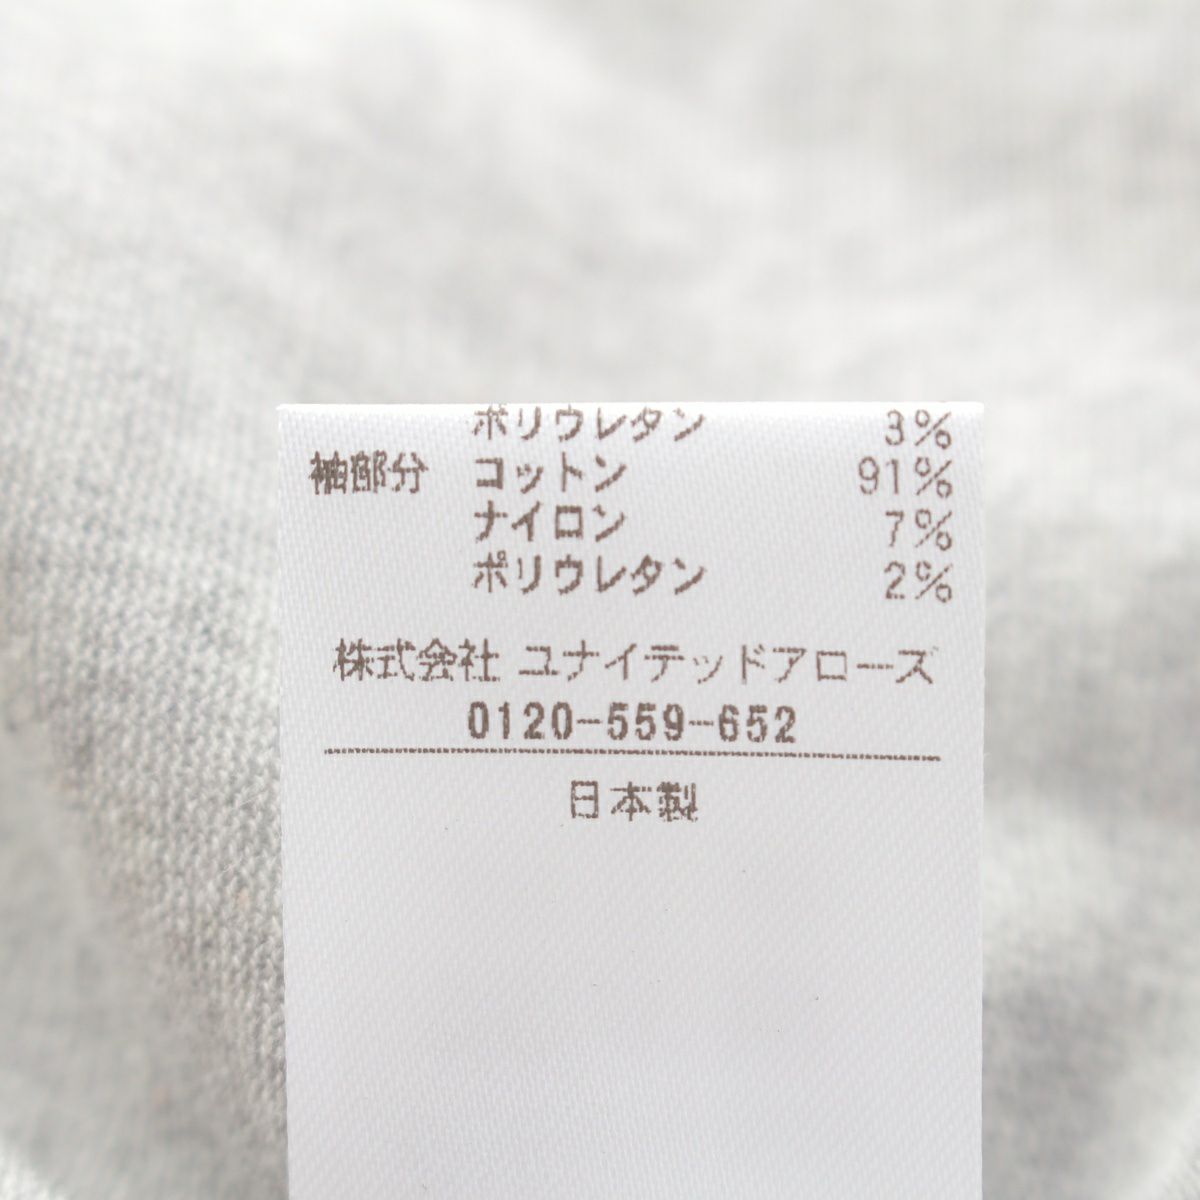 ポリウレタン 3%
袖部分 コットン 91%
ナイロン 7%
ポリウレタン 2%
株式会社 ユナイテッドアローズ
0120-559-652
日本製